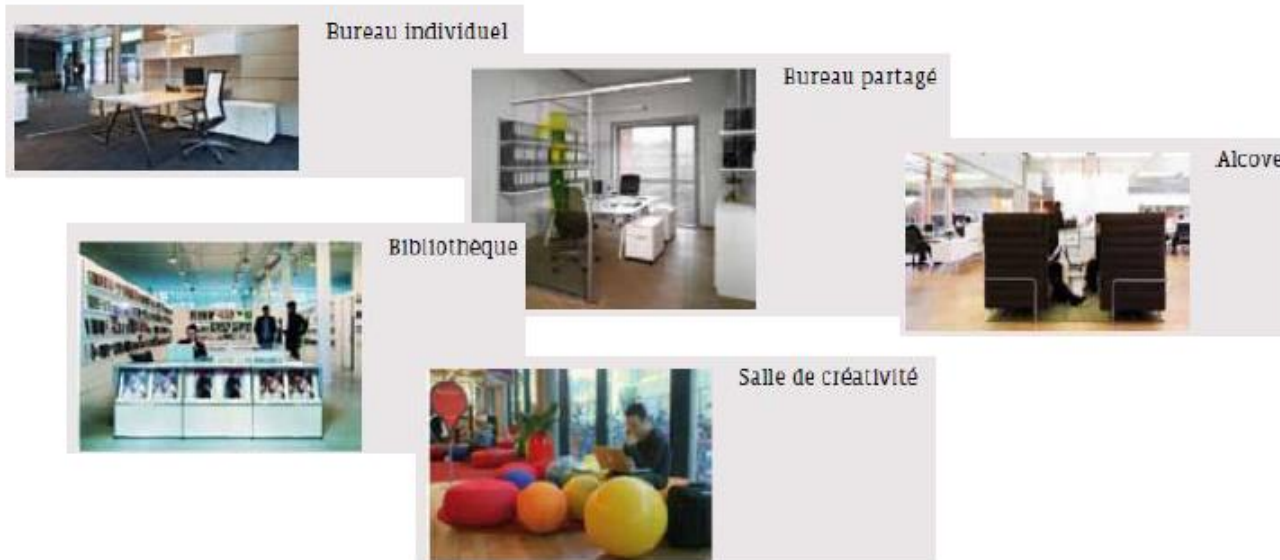 Bureau individuel
Bureau partagé
Alcove
Bibliothèque
Salle de créativité